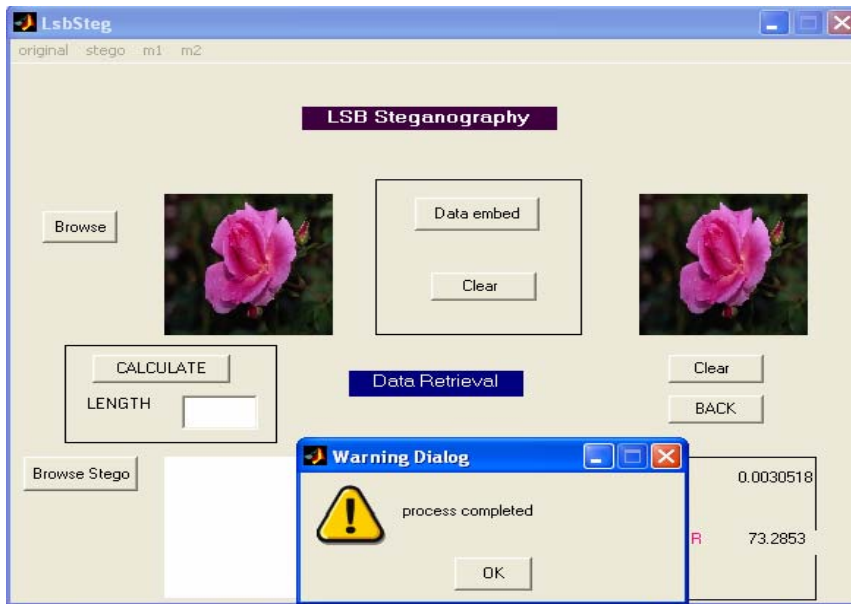 LsbSteg
original stego m1 m2
LSB Steganography
Browse
Data embed
Clear
CALCULATE
LENGTH
Data Retrieval
Clear
BACK
Browse Stego
Warning Dialog
process completed
OK
0.0030518
R 73.2853